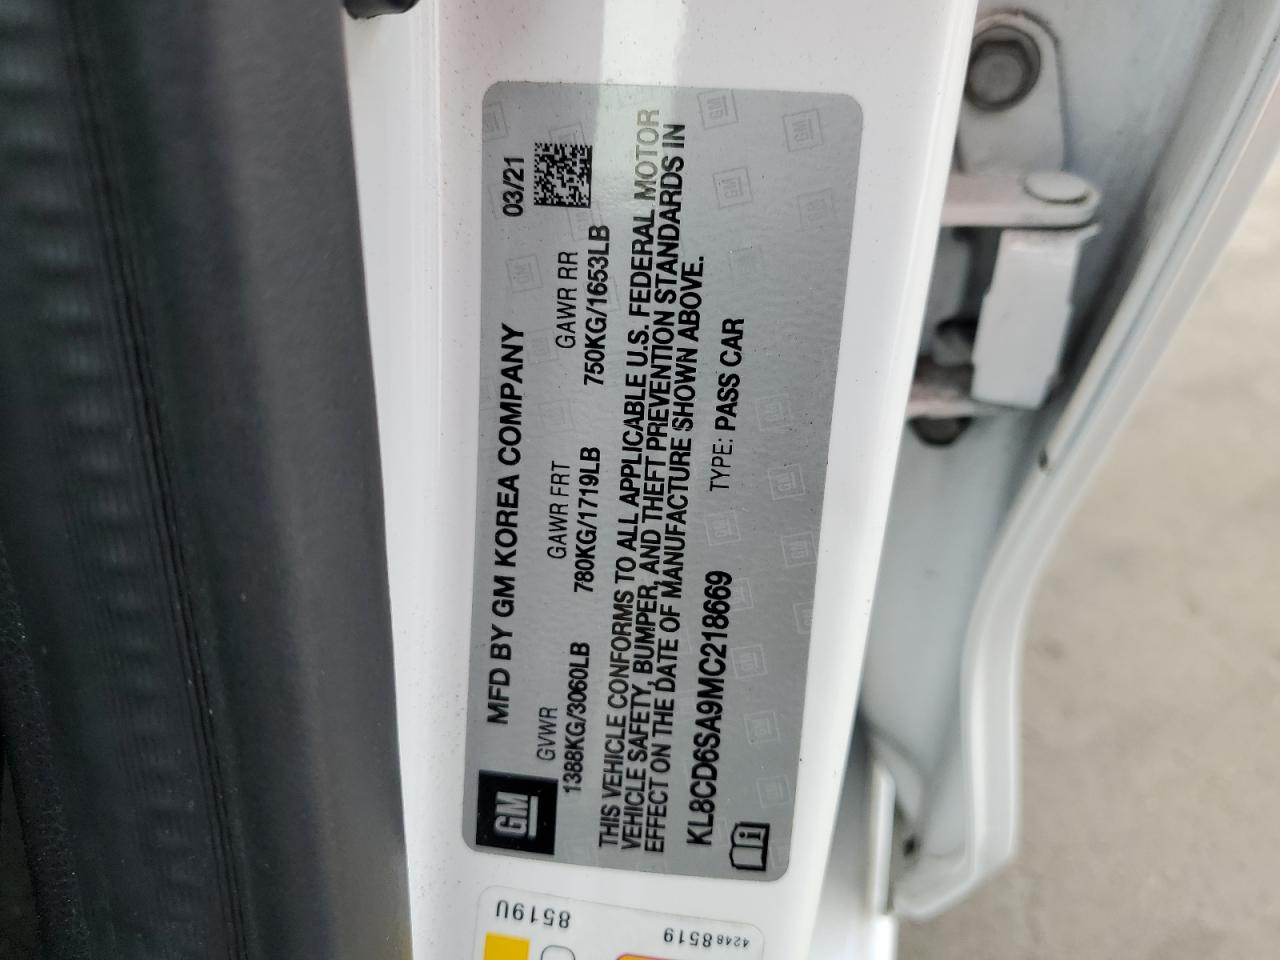 MFD BY GM KOREA COMPANY 03/21
GVWR GAWR FRT GAWR RR
1388KG/3060LB 780KG/1719LB 750KG/1653LB
THIS VEHICLE CONFORMS TO ALL APPLICABLE U.S. FEDERAL MOTOR
VEHICLE SAFETY, BUMPER, AND THEFT PREVENTION STANDARDS IN
EFFECT ON THE DATE OF MANUFACTURE SHOWN ABOVE.
KL8CD6SA9MC218669 TYPE: PASS CAR
GM
i
8519U
42488519